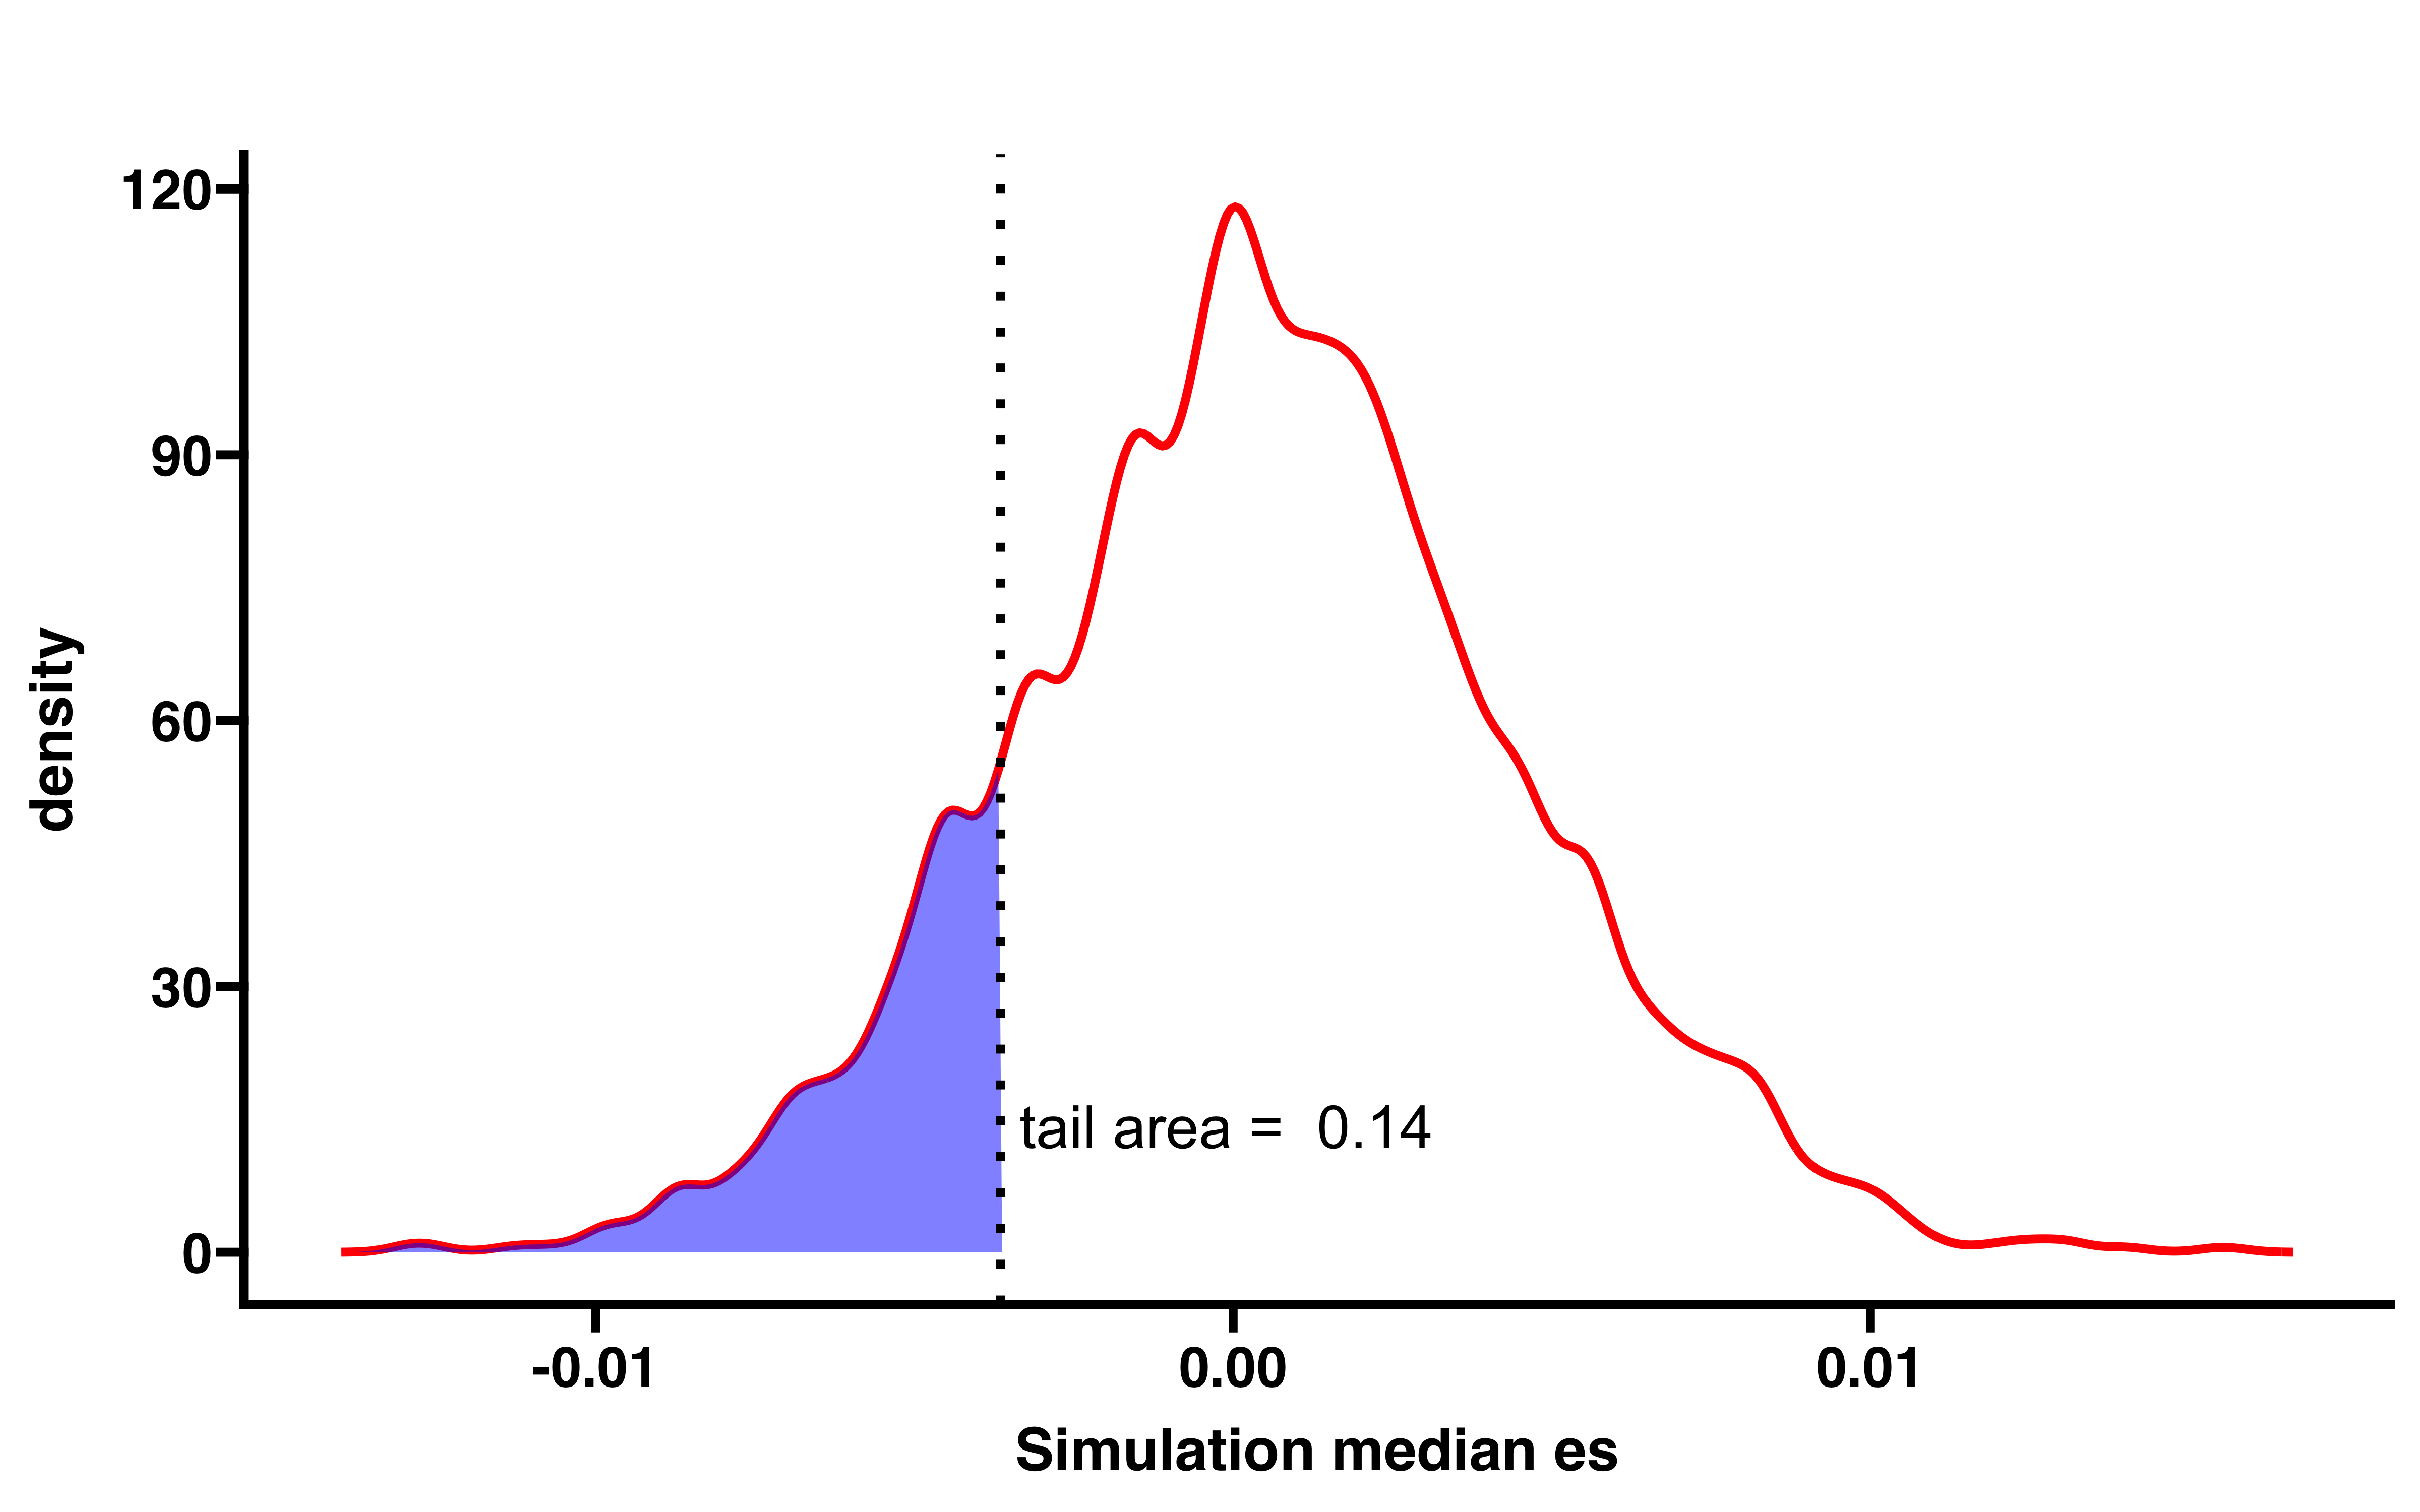 120
90
60
30
0
density
tail area =  0.14
-0.01
0.00
0.01
Simulation median es